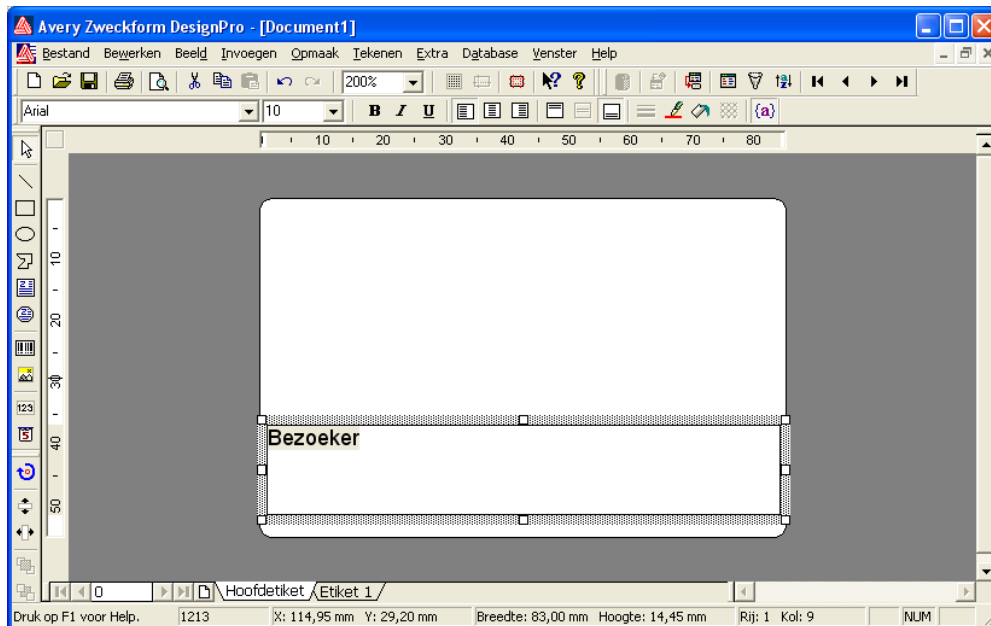 Avery Zweckform DesignPro - [Document1]
Bestand Bewerken Beeld Invoegen Opmaak Tekenen Extra Database Venster Help
200%
Arial 10 B I U {a}
10 20 30 40 50 60 70 80
10
20
30
40
50
123
5
Bezoeker
0 Hoofdetiket Etiket 1
Druk op F1 voor Help. 1213 X: 114,95 mm Y: 29,20 mm Breedte: 83,00 mm Hoogte: 14,45 mm Rij: 1 Kol: 9 NUM